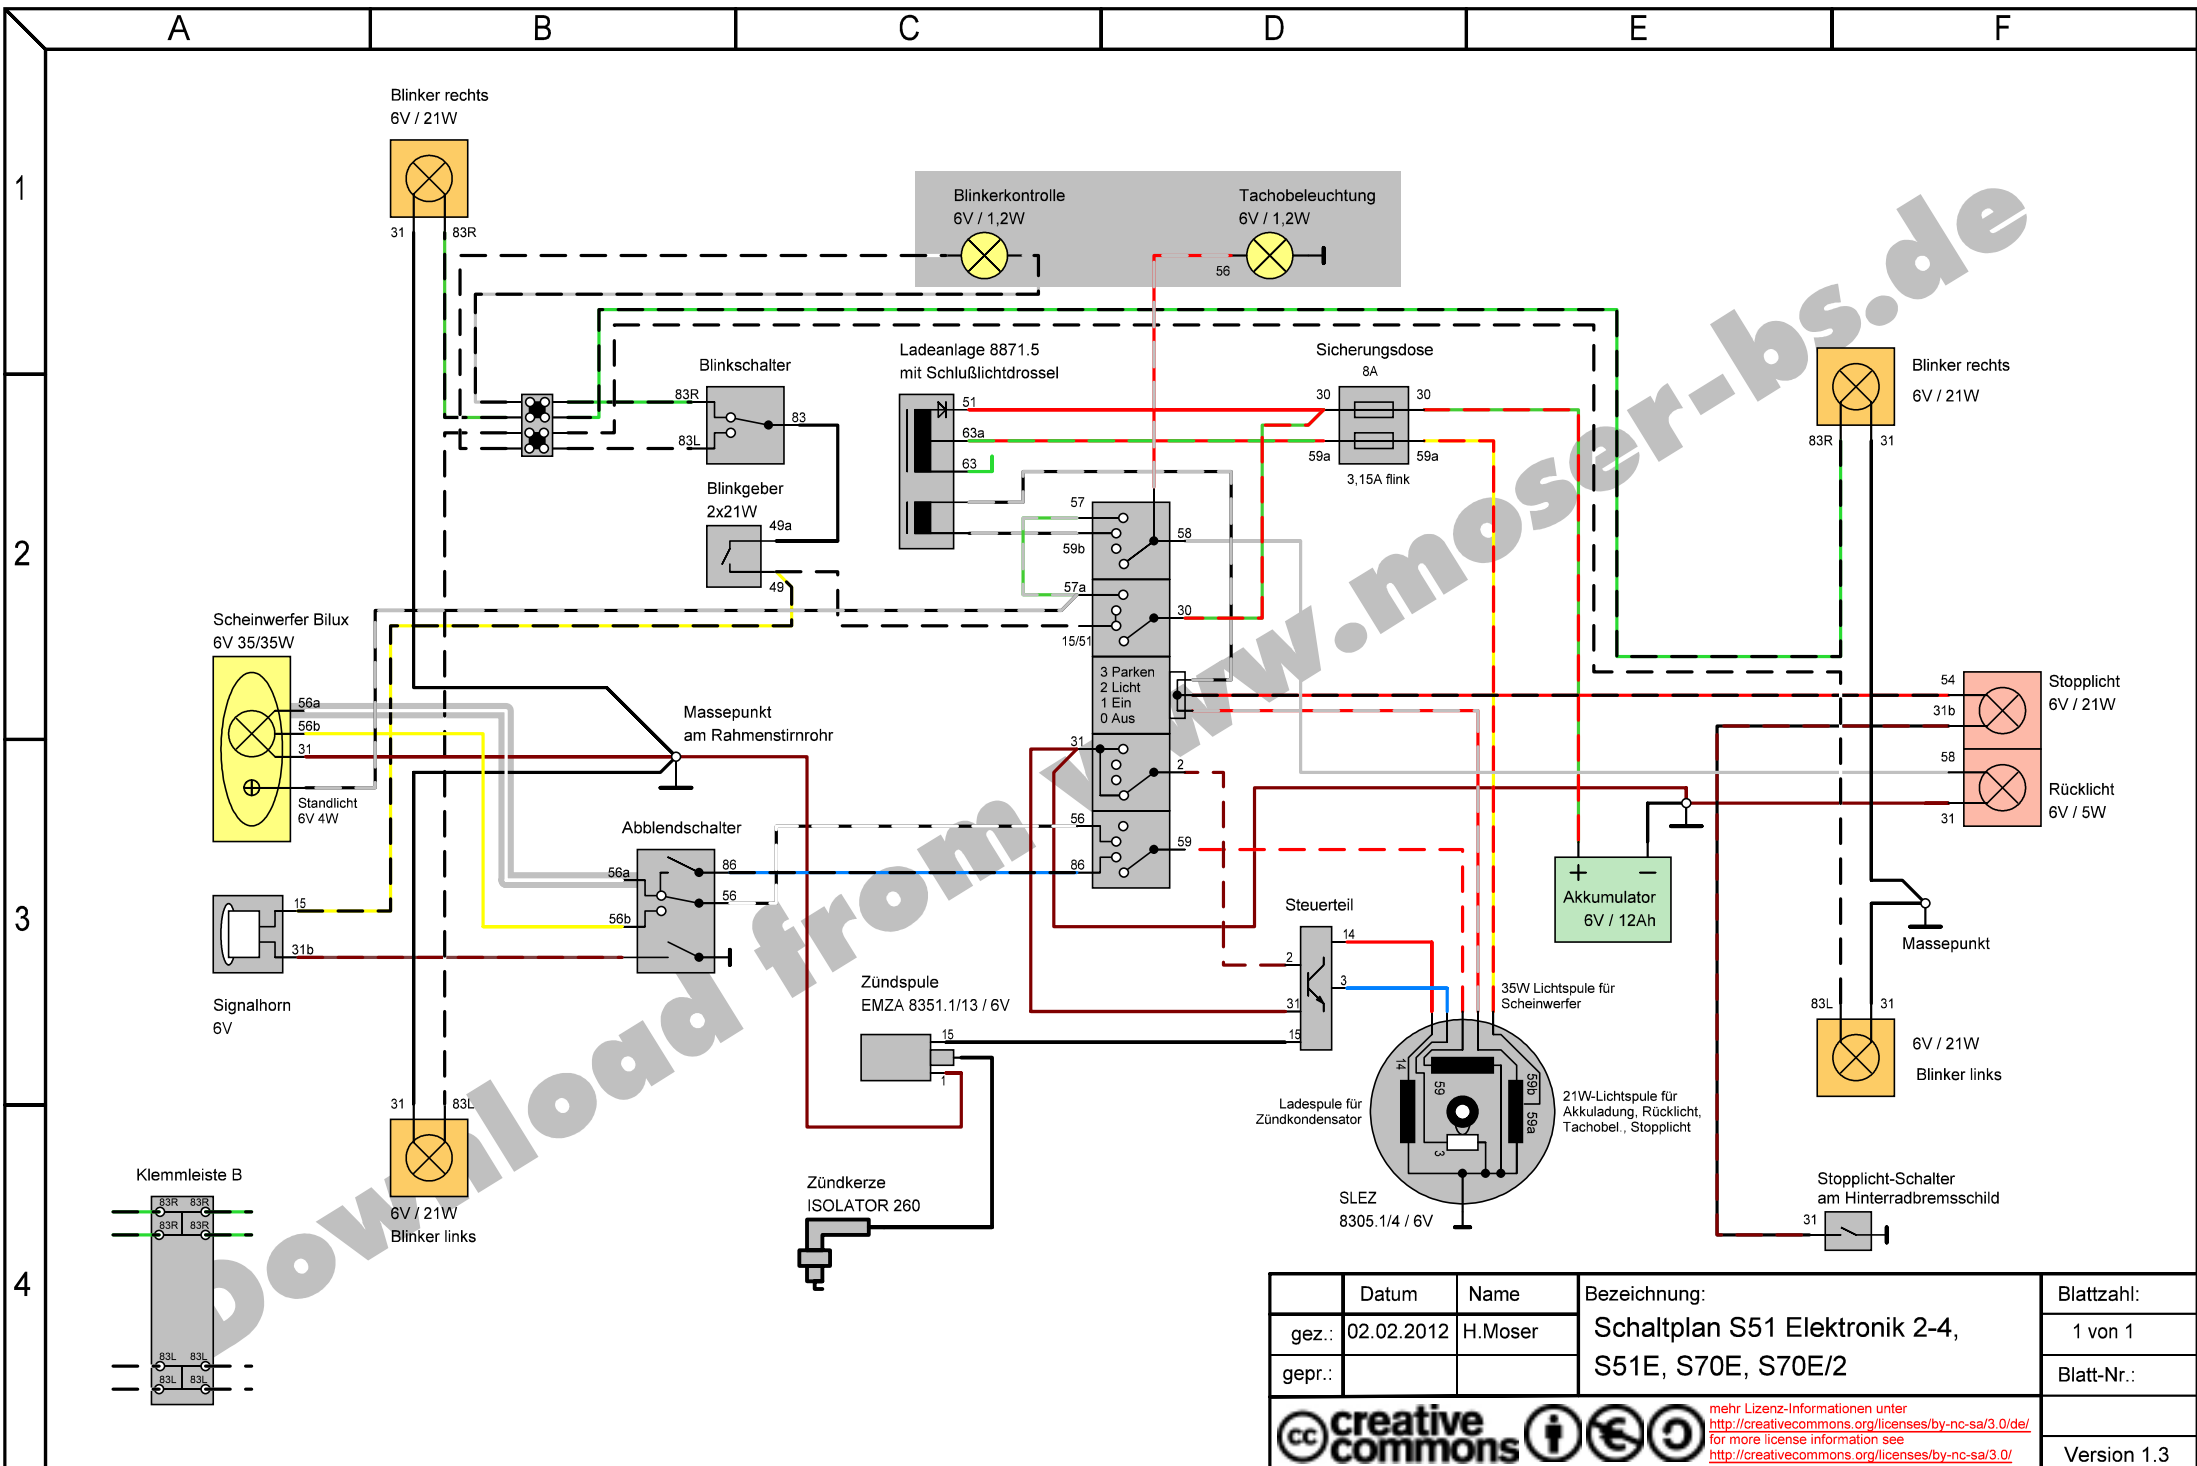 A B C D E F
1
2
3
4
Blinker rechts
6V / 21W
31
83R
Blinkerkontrolle
6V / 1,2W
Tachobeleuchtung
6V / 1,2W
56
Blinkschalter
83R
83L
83
Blinkgeber
2x21W
49a
49
Ladeanlage 8871.5
mit Schlußlichtdrossel
51
63a
63
Sicherungsdose
8A
30
30
59a
59a
3,15A flink
Blinker rechts
6V / 21W
83R
31
57
59b
58
57a
30
15/51
3 Parken
2 Licht
1 Ein
0 Aus
31
2
56
59
86
Scheinwerfer Bilux
6V 35/35W
56a
56b
31
Standlicht
6V 4W
Massepunkt
am Rahmenstirnrohr
54
Stopplicht
6V / 21W
31b
58
Rücklicht
6V / 5W
31
Abblendschalter
56a
86
56
56b
Signalhorn
6V
15
31b
Akkumulator
6V / 12Ah
Massepunkt
Steuerteil
14
2
3
31
15
Zündspule
EMZA 8351.1/13 / 6V
15
1
35W Lichtspule für
Scheinwerfer
14
59
59b
59a
3
Ladespule für
Zündkondensator
21W-Lichtspule für
Akkuladung, Rücklicht,
Tachobel., Stopplicht
SLEZ
8305.1/4 / 6V
83L
31
6V / 21W
Blinker links
31
83L
6V / 21W
Blinker links
Zündkerze
ISOLATOR 260
Stopplicht-Schalter
am Hinterradbremsschild
31
Klemmleiste B
83R 83R
83R 83R
83L 83L
83L 83L
Download from www.moser-bs.de
Datum Name
gez.: 02.02.2012 H.Moser
gepr.:
Bezeichnung:
Schaltplan S51 Elektronik 2-4,
S51E, S70E, S70E/2
Blattzahl:
1 von 1
Blatt-Nr.:
Version 1.3
cc creative
commons
mehr Lizenz-Informationen unter
http://creativecommons.org/licenses/by-nc-sa/3.0/de/
for more license information see
http://creativecommons.org/licenses/by-nc-sa/3.0/